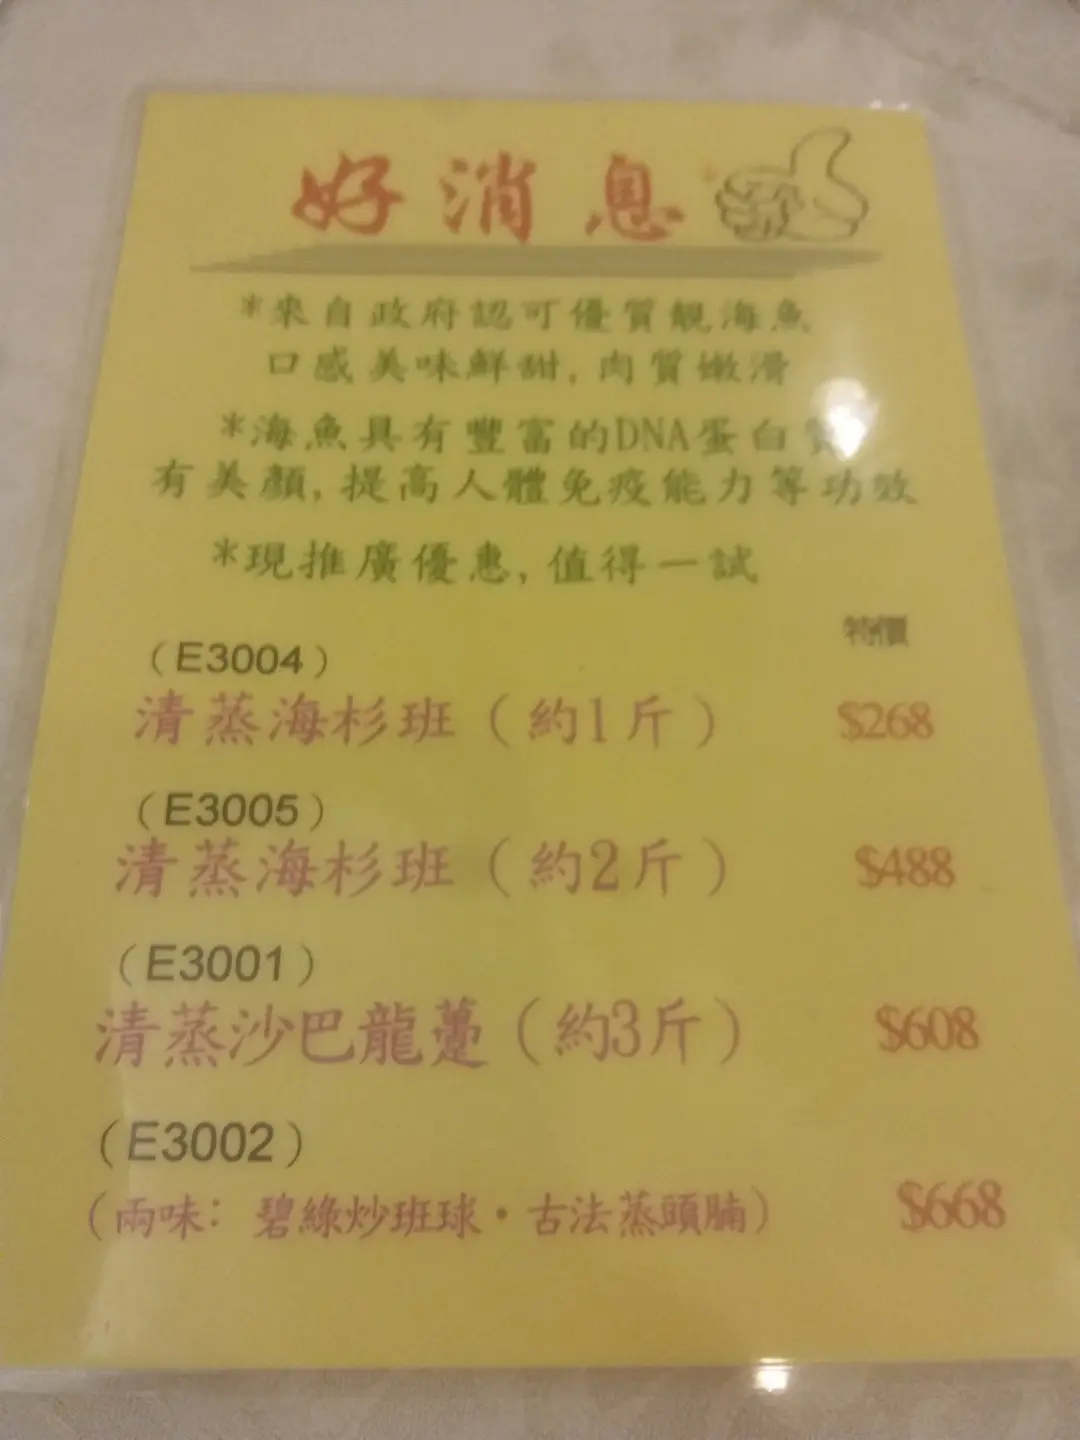 好消息
*來自政府認可優質靚海魚
口感美味鮮甜,肉質嫩滑
*海魚具有豐富的DNA蛋白質
有美顏,提高人體免疫能力等功效
*現推廣優惠,值得一試
特價
(E3004)
清蒸海杉班(約1斤) $268
(E3005)
清蒸海杉班(約2斤) $488
(E3001)
清蒸沙巴龍躉(約3斤) $608
(E3002)
(兩味:碧綠炒班球·古法蒸頭腩) $668